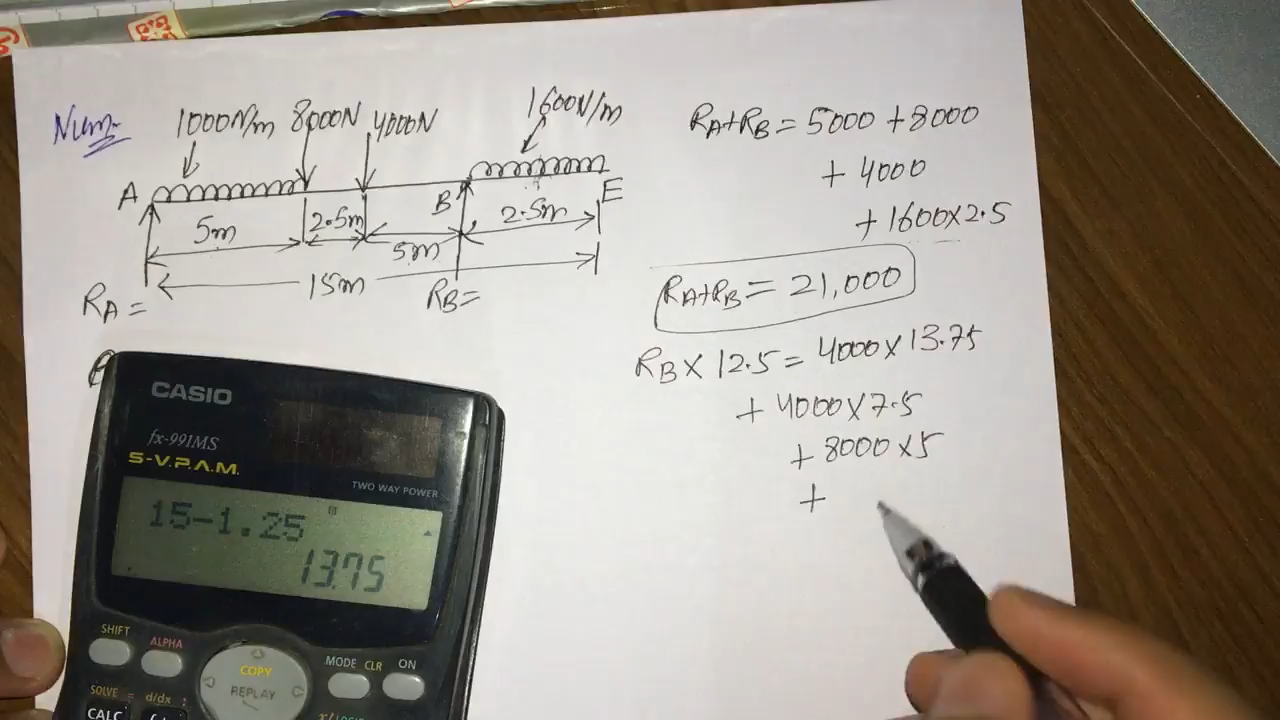 Num-
1000N/m 8000N 4000N
1600N/m
A
B
E
5m
2.5m
5m
2.5m
15m
RA =
RB=
RA+RB = 5000 +8000
+ 4000
+1600×2.5
RA+RB = 21,000
RB × 12.5 = 4000×13.75
+ 4000×7.5
+ 8000×5
+
CASIO
fx-991MS
S-V.P.A.M.
TWO WAY POWER
15-1.25
13.75
SHIFT
ALPHA
MODE CLR
ON
COPY
REPLAY
SOLVE =
d/dx :
CALC